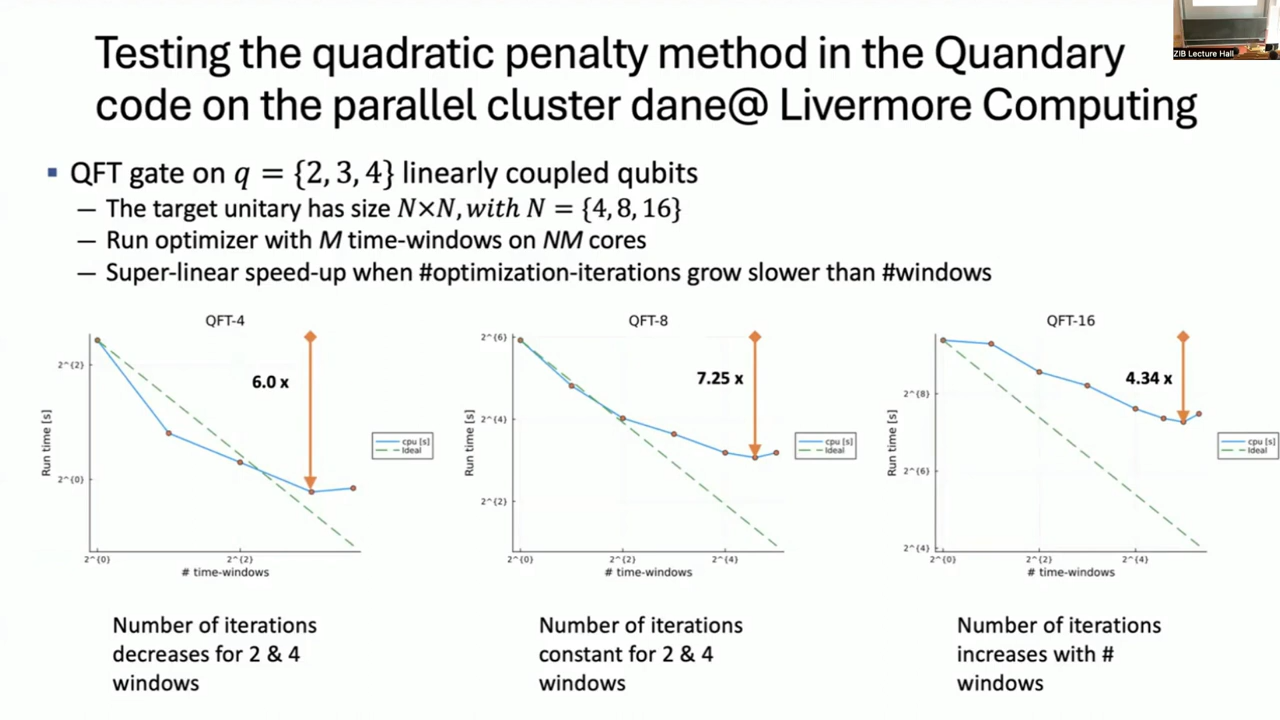 ZIB Lecture Hall
Testing the quadratic penalty method in the Quandary
code on the parallel cluster dane@ Livermore Computing
▪ QFT gate on q = {2, 3, 4} linearly coupled qubits
— The target unitary has size N×N, with N = {4, 8, 16}
— Run optimizer with M time-windows on NM cores
— Super-linear speed-up when #optimization-iterations grow slower than #windows
QFT-4
2^{2}
2^{0}
Run time [s]
6.0 x
cpu [s]
Ideal
2^{0}
2^{2}
# time-windows
QFT-8
2^{6}
2^{4}
2^{2}
Run time [s]
7.25 x
cpu [s]
Ideal
2^{0}
2^{2}
2^{4}
# time-windows
QFT-16
2^{8}
2^{6}
2^{4}
Run time [s]
4.34 x
cpu [s]
Ideal
2^{0}
2^{2}
2^{4}
# time-windows
Number of iterations
decreases for 2 & 4
windows
Number of iterations
constant for 2 & 4
windows
Number of iterations
increases with #
windows